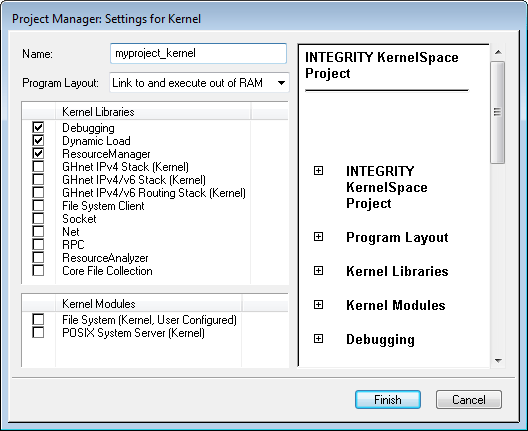 Project Manager: Settings for Kernel
Name:
myproject_kernel
Program Layout:
Link to and execute out of RAM
Kernel Libraries
Debugging
Dynamic Load
ResourceManager
GHnet IPv4 Stack (Kernel)
GHnet IPv4/v6 Stack (Kernel)
GHnet IPv4/v6 Routing Stack (Kernel)
File System Client
Socket
Net
RPC
ResourceAnalyzer
Core File Collection
Kernel Modules
File System (Kernel, User Configured)
POSIX System Server (Kernel)
INTEGRITY KernelSpace
Project
INTEGRITY
KernelSpace
Project
Program Layout
Kernel Libraries
Kernel Modules
Debugging
Finish
Cancel